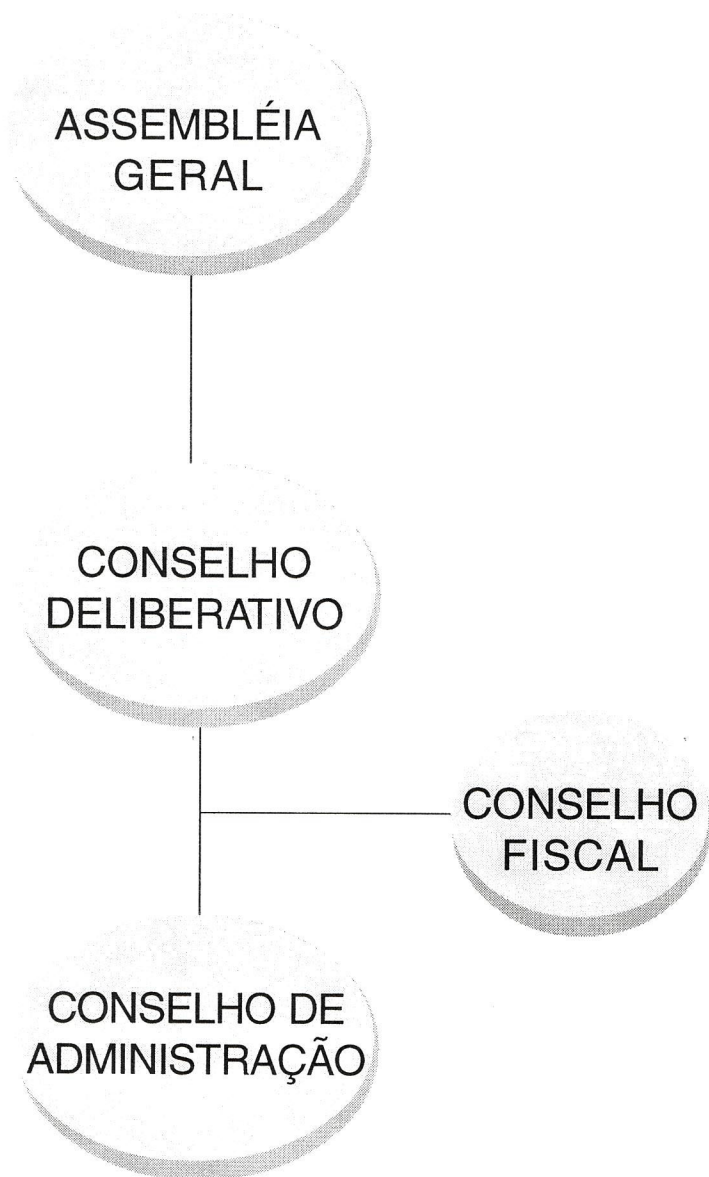 ASSEMBLÉIA
GERAL
CONSELHO
DELIBERATIVO
CONSELHO
FISCAL
CONSELHO DE
ADMINISTRAÇÃO